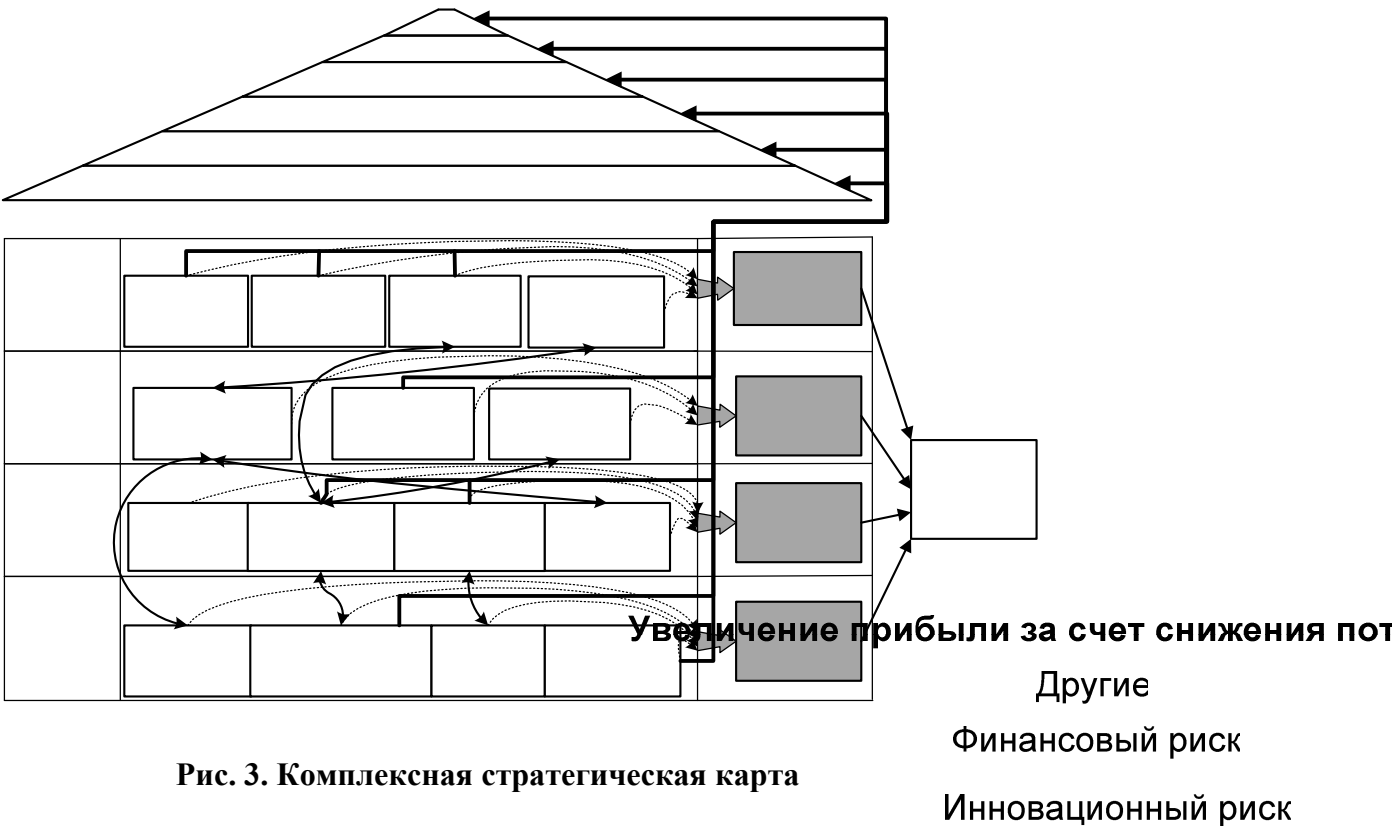 Увеличение прибыли за счет снижения пот
Другие
Финансовый риск
Рис. 3. Комплексная стратегическая карта
Инновационный риск